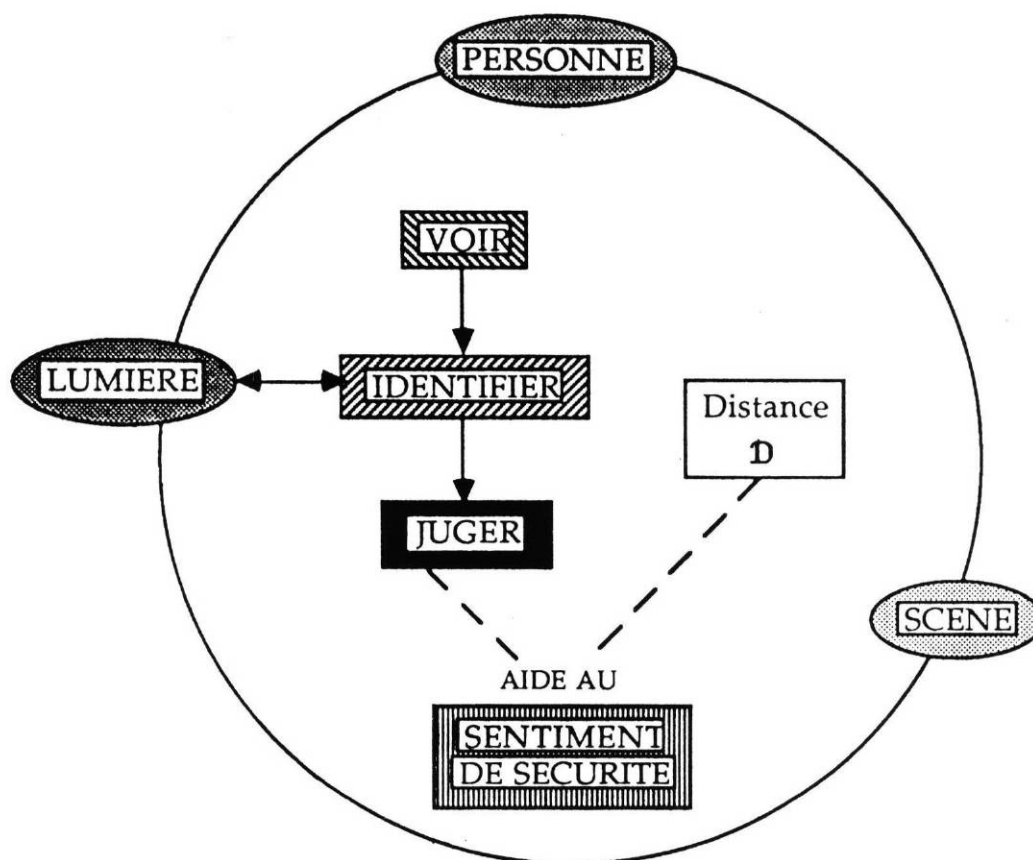 PERSONNE
VOIR
LUMIERE
IDENTIFIER
Distance
D
JUGER
SCENE
AIDE AU
SENTIMENT
DE SECURITE